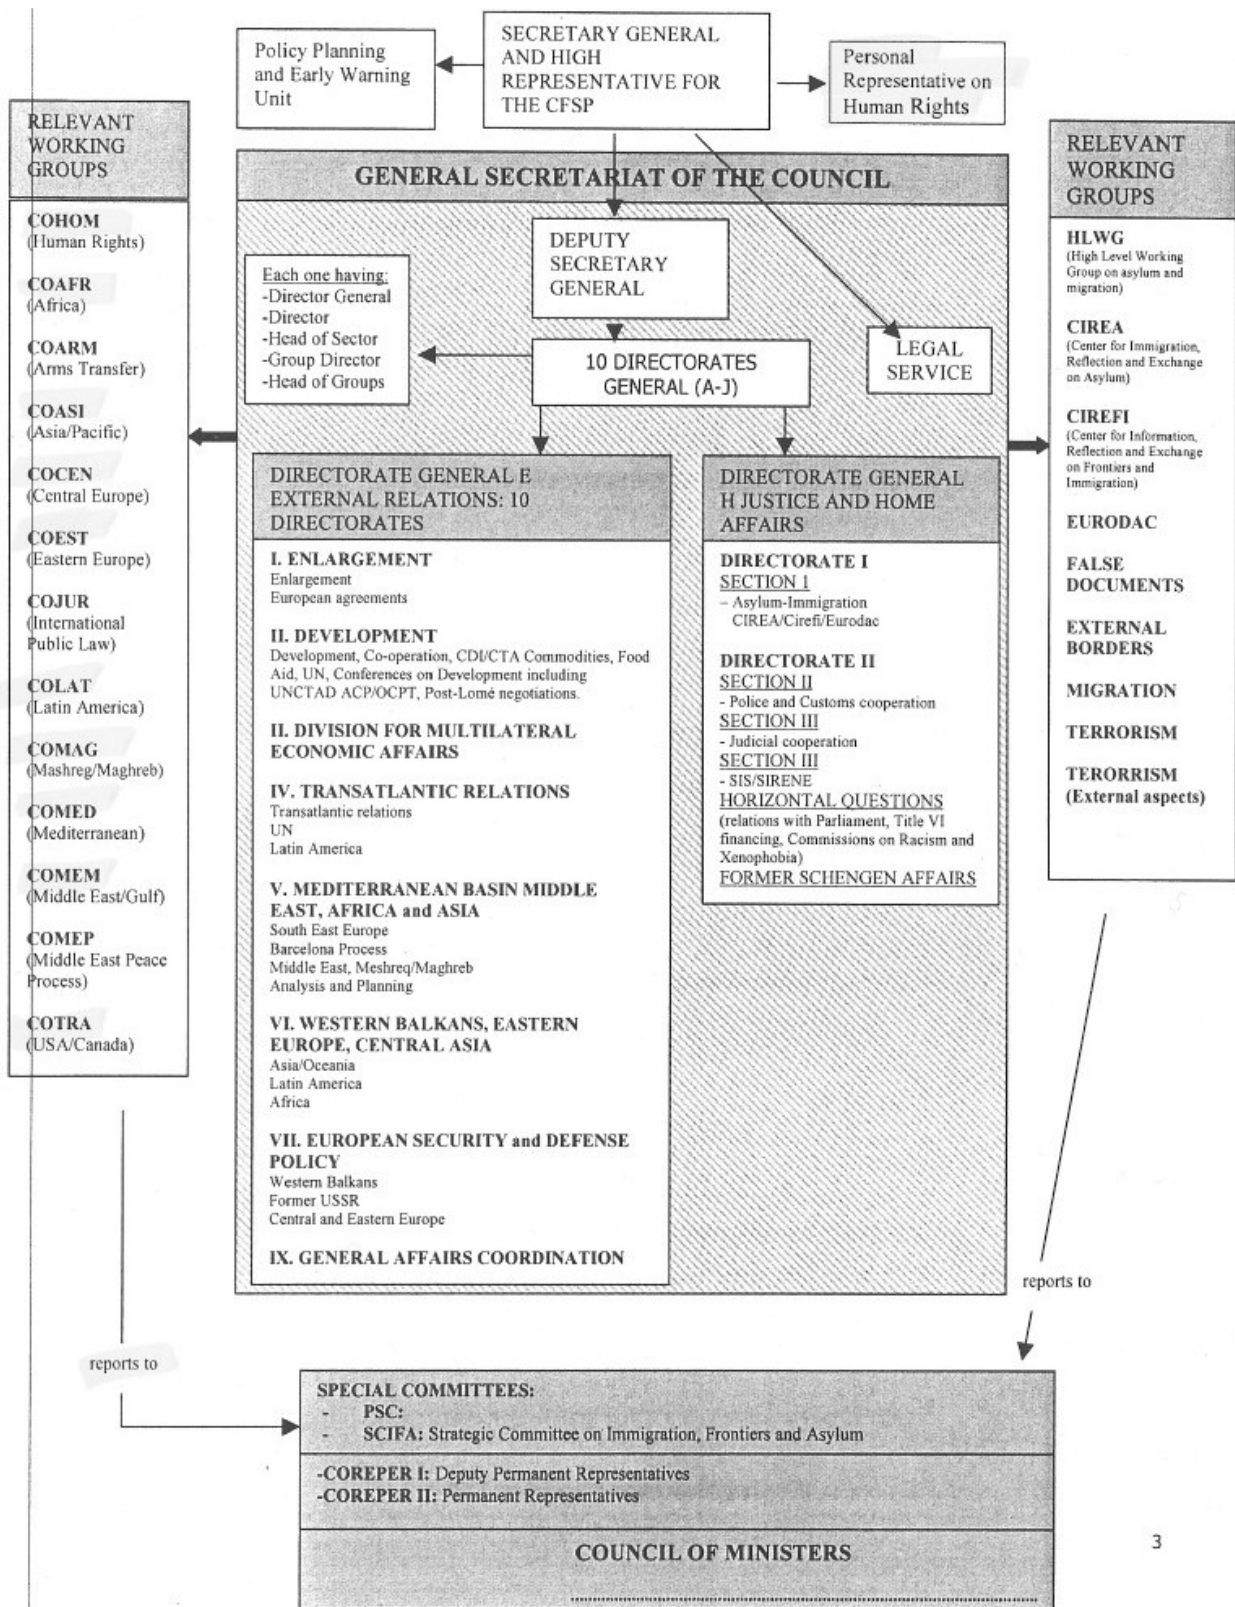 Policy Planning
and Early Warning
Unit
SECRETARY GENERAL
AND HIGH
REPRESENTATIVE FOR
THE CFSP
Personal
Representative on
Human Rights
RELEVANT
WORKING
GROUPS
COHOM
(Human Rights)
COAFR
(Africa)
COARM
(Arms Transfer)
COASI
(Asia/Pacific)
COCEN
(Central Europe)
COEST
(Eastern Europe)
COJUR
(International
Public Law)
COLAT
(Latin America)
COMAG
(Mashreg/Maghreb)
COMED
(Mediterranean)
COMEM
(Middle East/Gulf)
COMEP
(Middle East Peace
Process)
COTRA
(USA/Canada)
GENERAL SECRETARIAT OF THE COUNCIL
DEPUTY
SECRETARY
GENERAL
Each one having:
-Director General
-Director
-Head of Sector
-Group Director
-Head of Groups
10 DIRECTORATES
GENERAL (A-J)
LEGAL
SERVICE
DIRECTORATE GENERAL E
EXTERNAL RELATIONS: 10
DIRECTORATES
I. ENLARGEMENT
Enlargement
European agreements
II. DEVELOPMENT
Development, Co-operation, CDI/CTA Commodities, Food
Aid, UN, Conferences on Development including
UNCTAD ACP/OCPT, Post-Lomé negotiations.
II. DIVISION FOR MULTILATERAL
ECONOMIC AFFAIRS
IV. TRANSATLANTIC RELATIONS
Transatlantic relations
UN
Latin America
V. MEDITERRANEAN BASIN MIDDLE
EAST, AFRICA and ASIA
South East Europe
Barcelona Process
Middle East, Meshreq/Maghreb
Analysis and Planning
VI. WESTERN BALKANS, EASTERN
EUROPE, CENTRAL ASIA
Asia/Oceania
Latin America
Africa
VII. EUROPEAN SECURITY and DEFENSE
POLICY
Western Balkans
Former USSR
Central and Eastern Europe
IX. GENERAL AFFAIRS COORDINATION
DIRECTORATE GENERAL
H JUSTICE AND HOME
AFFAIRS
DIRECTORATE I
SECTION 1
– Asylum-Immigration
CIREA/Cirefi/Eurodac
DIRECTORATE II
SECTION II
- Police and Customs cooperation
SECTION III
- Judicial cooperation
SECTION III
- SIS/SIRENE
HORIZONTAL QUESTIONS
(relations with Parliament, Title VI
financing, Commissions on Racism and
Xenophobia)
FORMER SCHENGEN AFFAIRS
RELEVANT
WORKING
GROUPS
HLWG
(High Level Working
Group on asylum and
migration)
CIREA
(Center for Immigration,
Reflection and Exchange
on Asylum)
CIREFI
(Center for Information,
Reflection and Exchange
on Frontiers and
Immigration)
EURODAC
FALSE
DOCUMENTS
EXTERNAL
BORDERS
MIGRATION
TERRORISM
TERORRISM
(External aspects)
reports to
reports to
SPECIAL COMMITTEES:
- PSC:
- SCIFA: Strategic Committee on Immigration, Frontiers and Asylum
-COREPER I: Deputy Permanent Representatives
-COREPER II: Permanent Representatives
COUNCIL OF MINISTERS
3